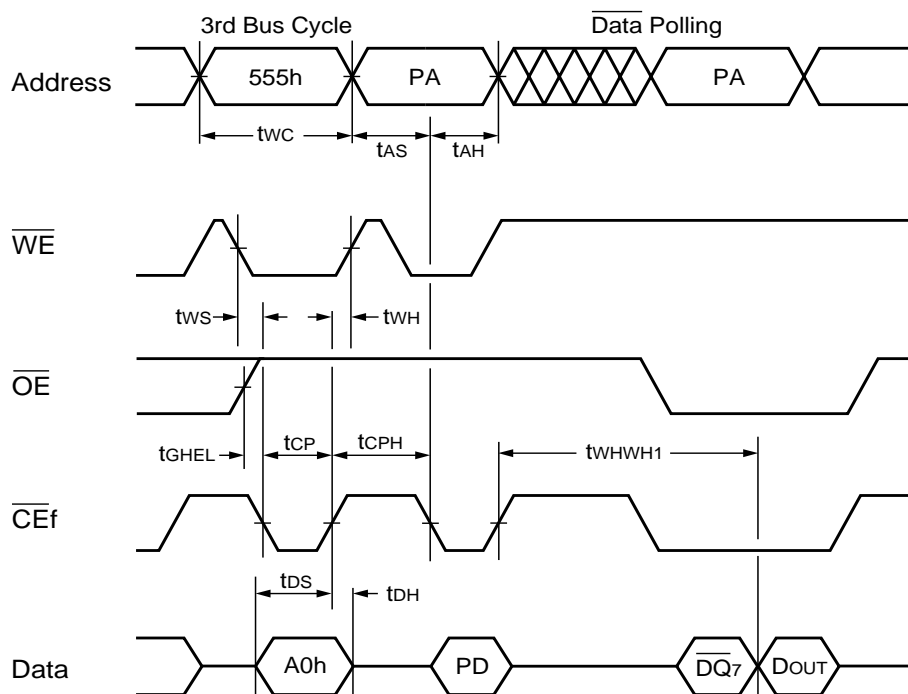 3rd Bus Cycle Data Polling
Address 555h PA PA
tWC tAS tAH
WE
tWS tWH
OE
tGHEL tCP tCPH tWHWH1
CEf
tDS tDH
Data A0h PD DQ7 DOUT